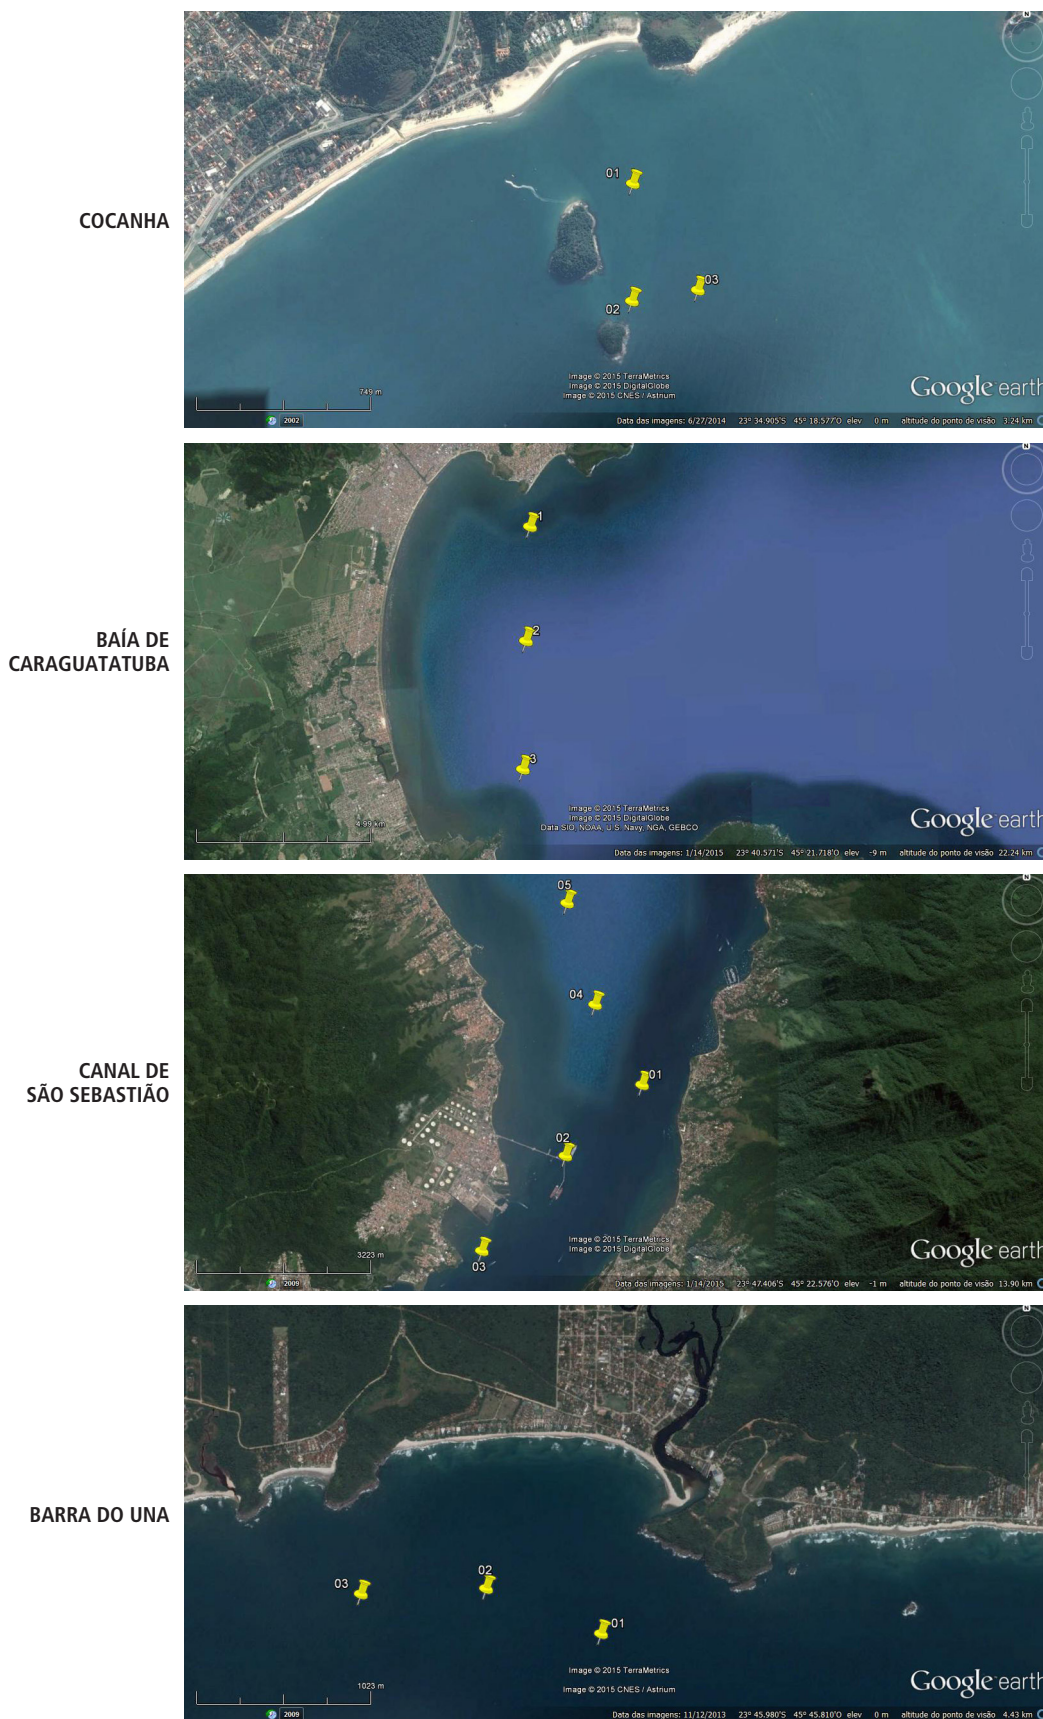 COCANHA
N
01
03
02
749 m
Image © 2015 TerraMetrics
Image © 2015 DigitalGlobe
Image © 2015 CNES / Astrium
Google earth
2002
Data das imagens: 6/27/2014 23° 34.905'S 45° 18.577'O elev 0 m altitude do ponto de visão 3.24 km
BAÍA DE
CARAGUATATUBA
N
1
2
3
4.99 km
Image © 2015 TerraMetrics
Image © 2015 DigitalGlobe
Data SIO, NOAA, U.S. Navy, NGA, GEBCO
Google earth
Data das imagens: 1/14/2015 23° 40.571'S 45° 21.718'O elev -9 m altitude do ponto de visão 22.24 km
CANAL DE
SÃO SEBASTIÃO
N
05
04
01
02
03
3223 m
Image © 2015 TerraMetrics
Image © 2015 DigitalGlobe
Google earth
2009
Data das imagens: 1/14/2015 23° 47.406'S 45° 22.576'O elev -1 m altitude do ponto de visão 13.90 km
BARRA DO UNA
N
03
02
01
1023 m
Image © 2015 TerraMetrics
Image © 2015 CNES / Astrium
Google earth
2009
Data das imagens: 11/12/2013 23° 45.980'S 45° 45.810'O elev 0 m altitude do ponto de visão 4.43 km